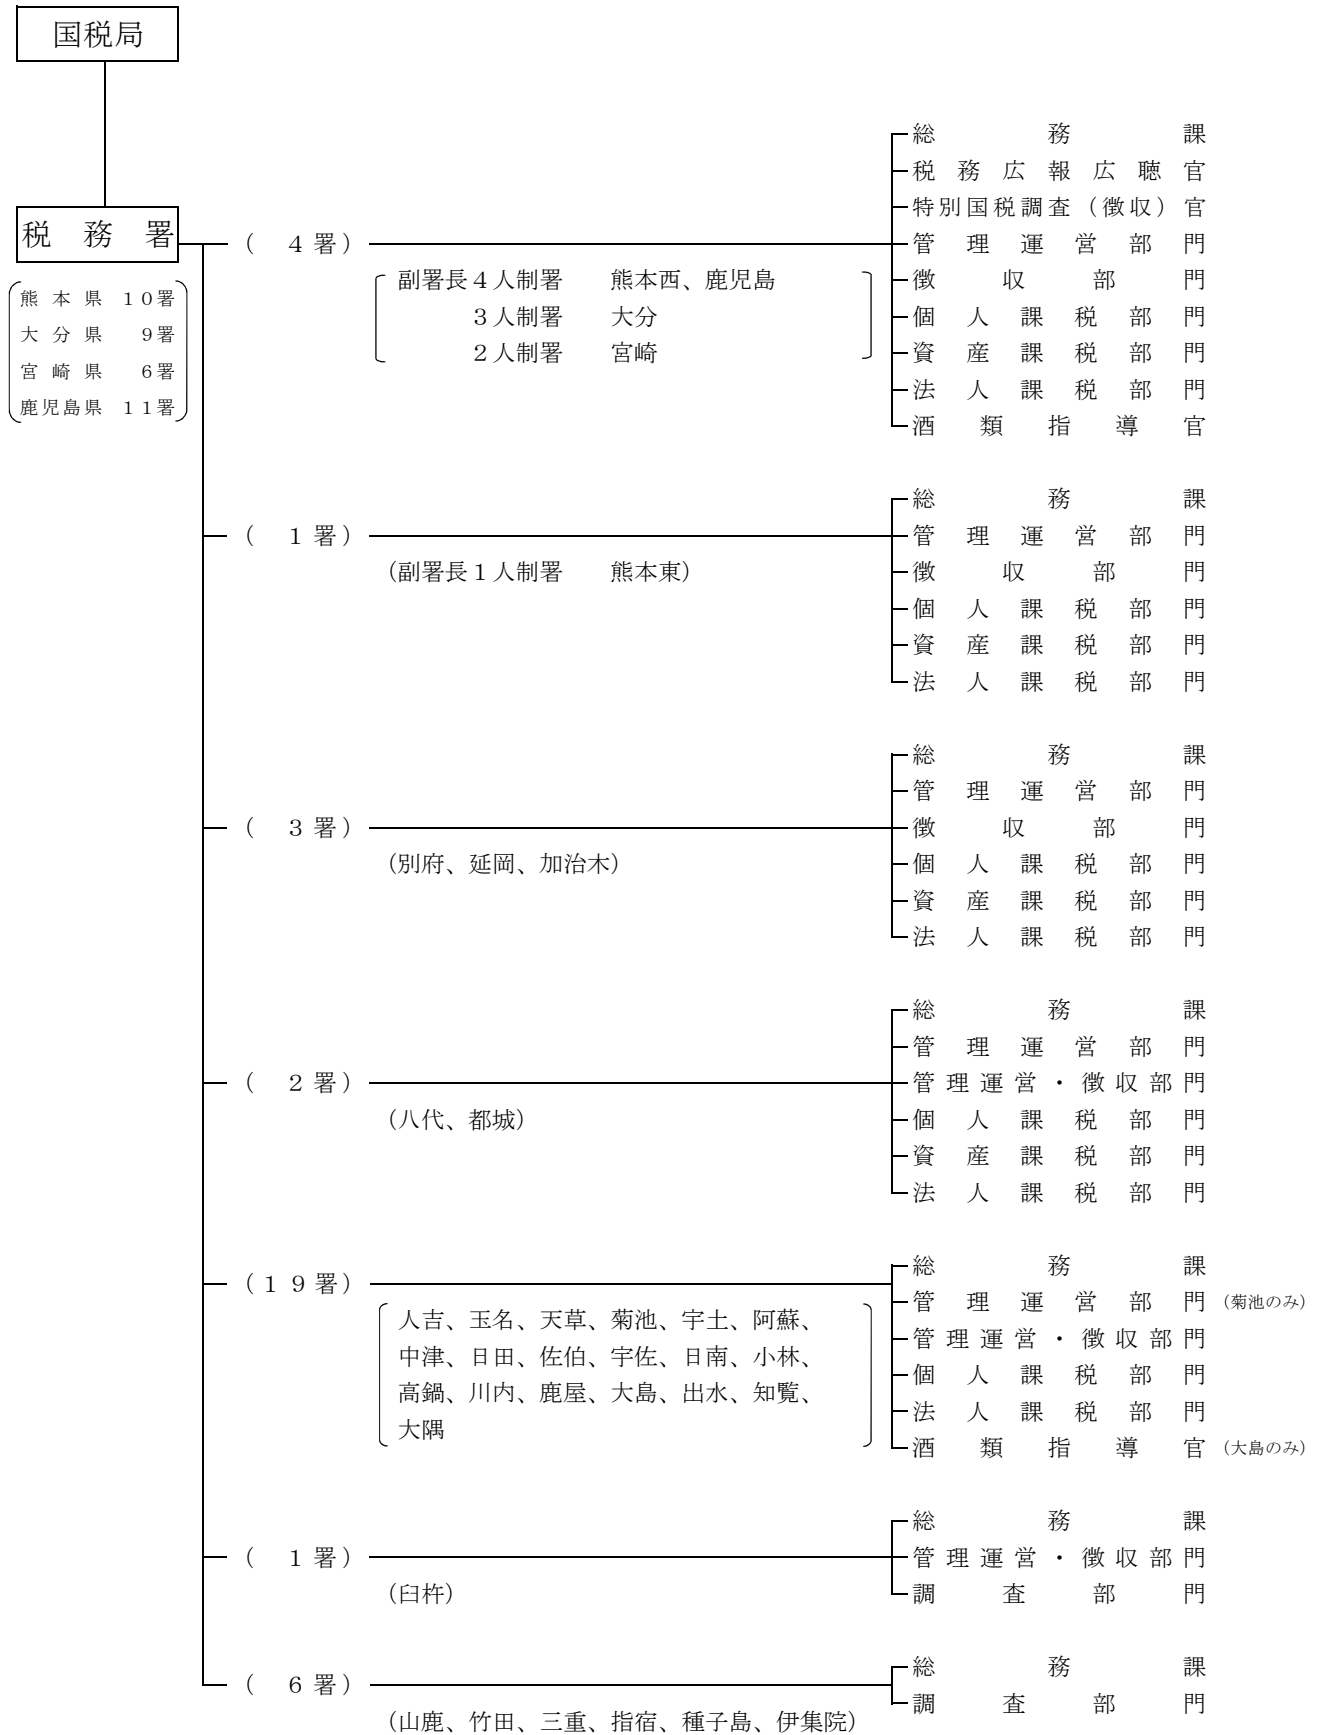 国税局
税務署
熊本県 10署
大分県 9署
宮崎県 6署
鹿児島県 11署
( 4署)
副署長4人制署 熊本西、鹿児島
3人制署 大分
2人制署 宮崎
総務課
税務広報広聴官
特別国税調査(徴収)官
管理運営部門
徴収部門
個人課税部門
資産課税部門
法人課税部門
酒類指導官
( 1署)
(副署長1人制署 熊本東)
総務課
管理運営部門
徴収部門
個人課税部門
資産課税部門
法人課税部門
( 3署)
(別府、延岡、加治木)
総務課
管理運営部門
徴収部門
個人課税部門
資産課税部門
法人課税部門
( 2署)
(八代、都城)
総務課
管理運営部門
管理運営・徴収部門
個人課税部門
資産課税部門
法人課税部門
(19署)
人吉、玉名、天草、菊池、宇土、阿蘇、
中津、日田、佐伯、宇佐、日南、小林、
高鍋、川内、鹿屋、大島、出水、知覧、
大隅
総務課
管理運営部門 (菊池のみ)
管理運営・徴収部門
個人課税部門
法人課税部門
酒類指導官 (大島のみ)
( 1署)
(臼杵)
総務課
管理運営・徴収部門
調査部門
( 6署)
(山鹿、竹田、三重、指宿、種子島、伊集院)
総務課
調査部門